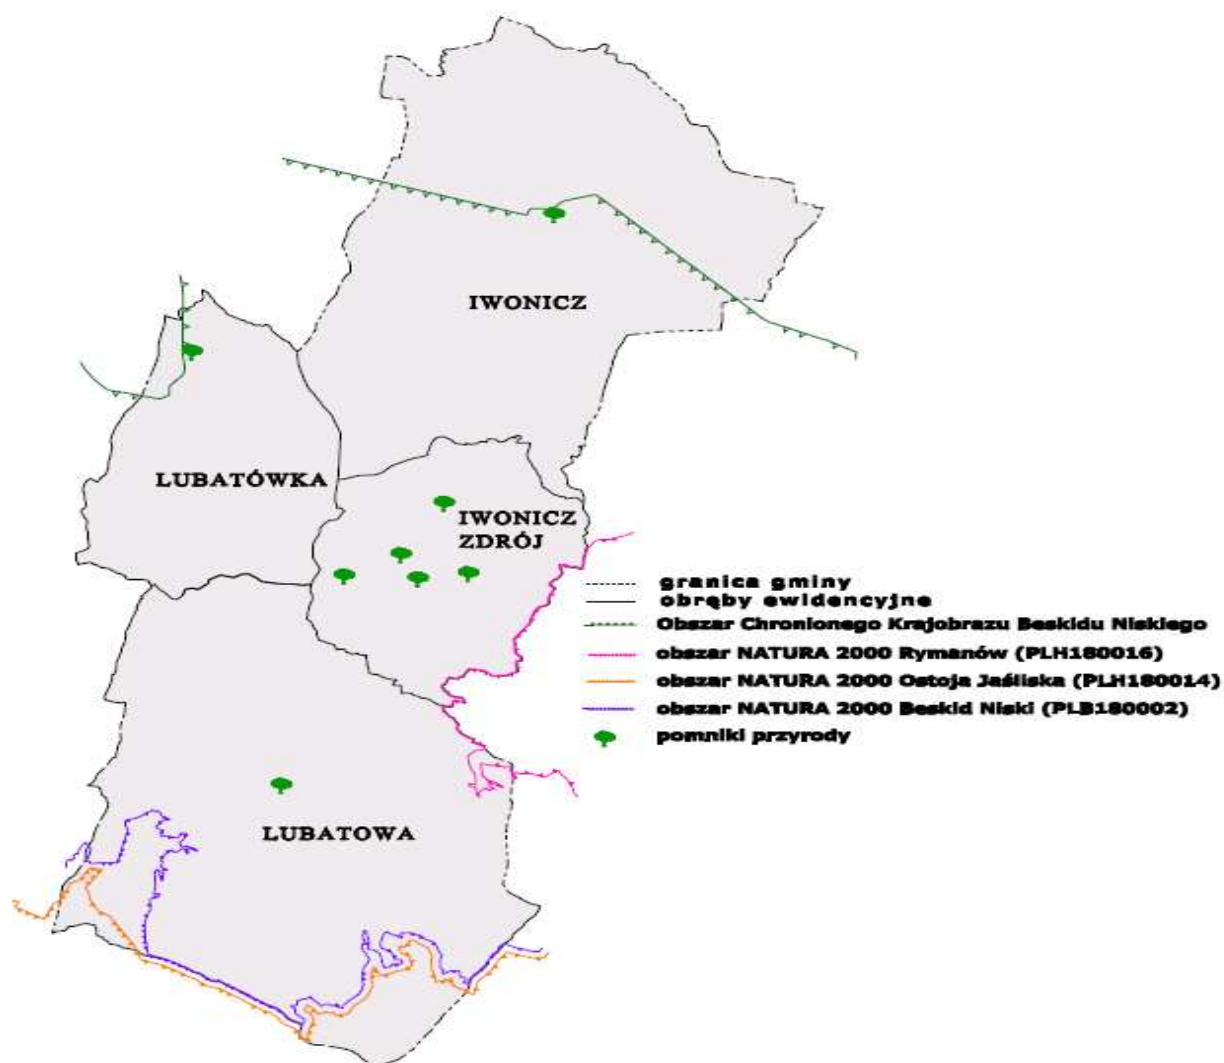 IWONICZ
LUBATÓWKA
IWONICZ
ZDRÓJ
granica gminy
obręby ewidencyjne
Obszar Chronionego Krajobrazu Beskidu Niskiego
obszar NATURA 2000 Rymanów (PLH180016)
obszar NATURA 2000 Ostoja Jaśliska (PLH180014)
obszar NATURA 2000 Beskid Niski (PLB180002)
pomniki przyrody
LUBATOWA